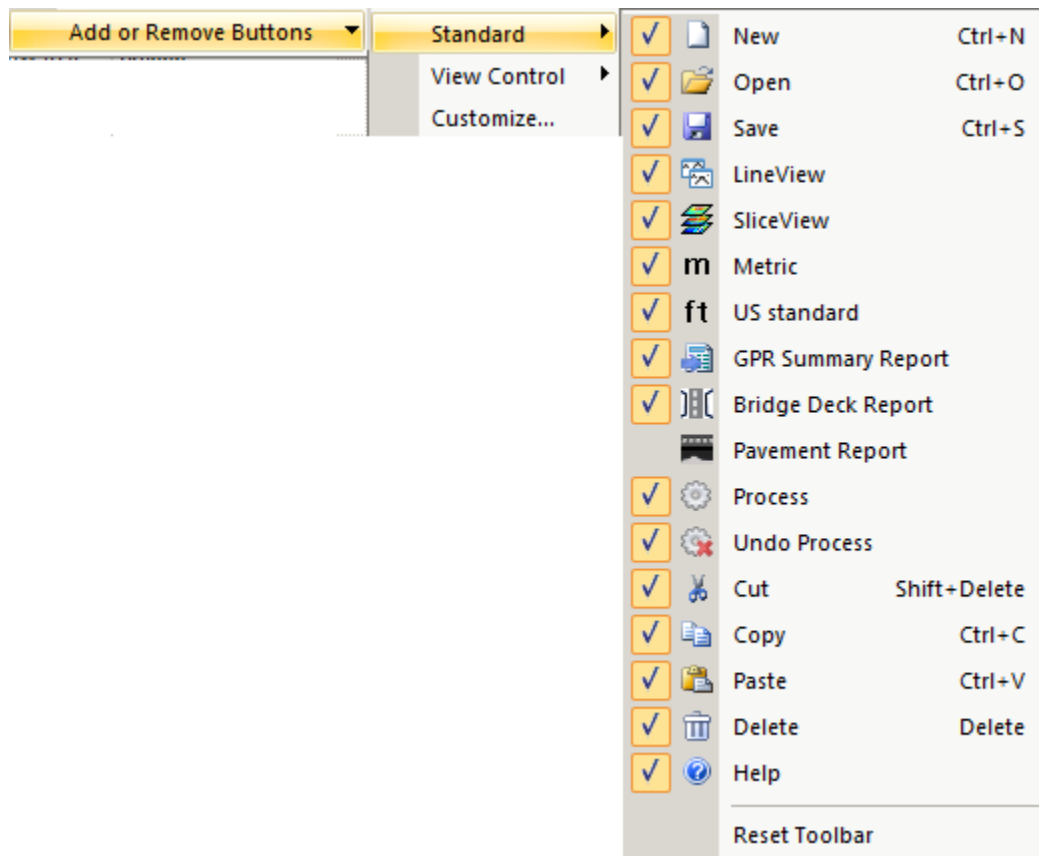 Add or Remove Buttons
Standard
View Control
Customize...
New Ctrl+N
Open Ctrl+O
Save Ctrl+S
LineView
SliceView
m Metric
ft US standard
GPR Summary Report
Bridge Deck Report
Pavement Report
Process
Undo Process
Cut Shift+Delete
Copy Ctrl+C
Paste Ctrl+V
Delete Delete
Help
Reset Toolbar